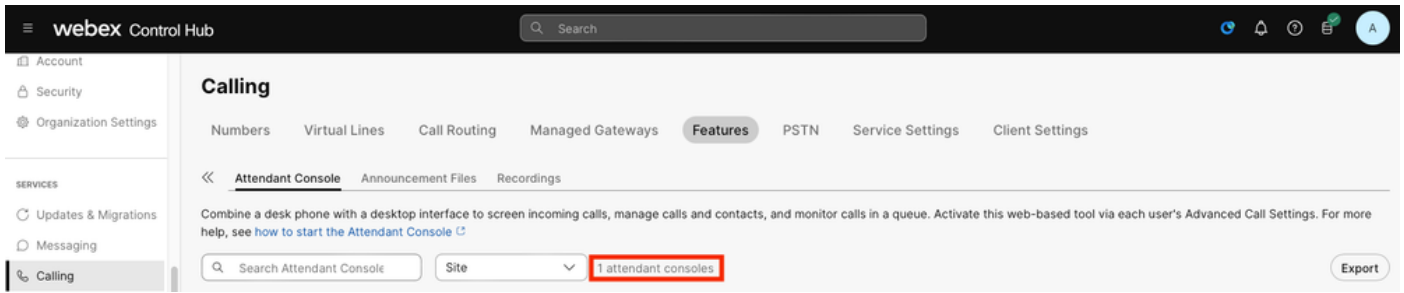 webex Control Hub
Search
A
Account
Security
Organization Settings
SERVICES
Updates & Migrations
Messaging
Calling
Calling
Numbers Virtual Lines Call Routing Managed Gateways Features PSTN Service Settings Client Settings
Attendant Console Announcement Files Recordings
Combine a desk phone with a desktop interface to screen incoming calls, manage calls and contacts, and monitor calls in a queue. Activate this web-based tool via each user's Advanced Call Settings. For more
help, see how to start the Attendant Console
Search Attendant Console Site 1 attendant consoles Export